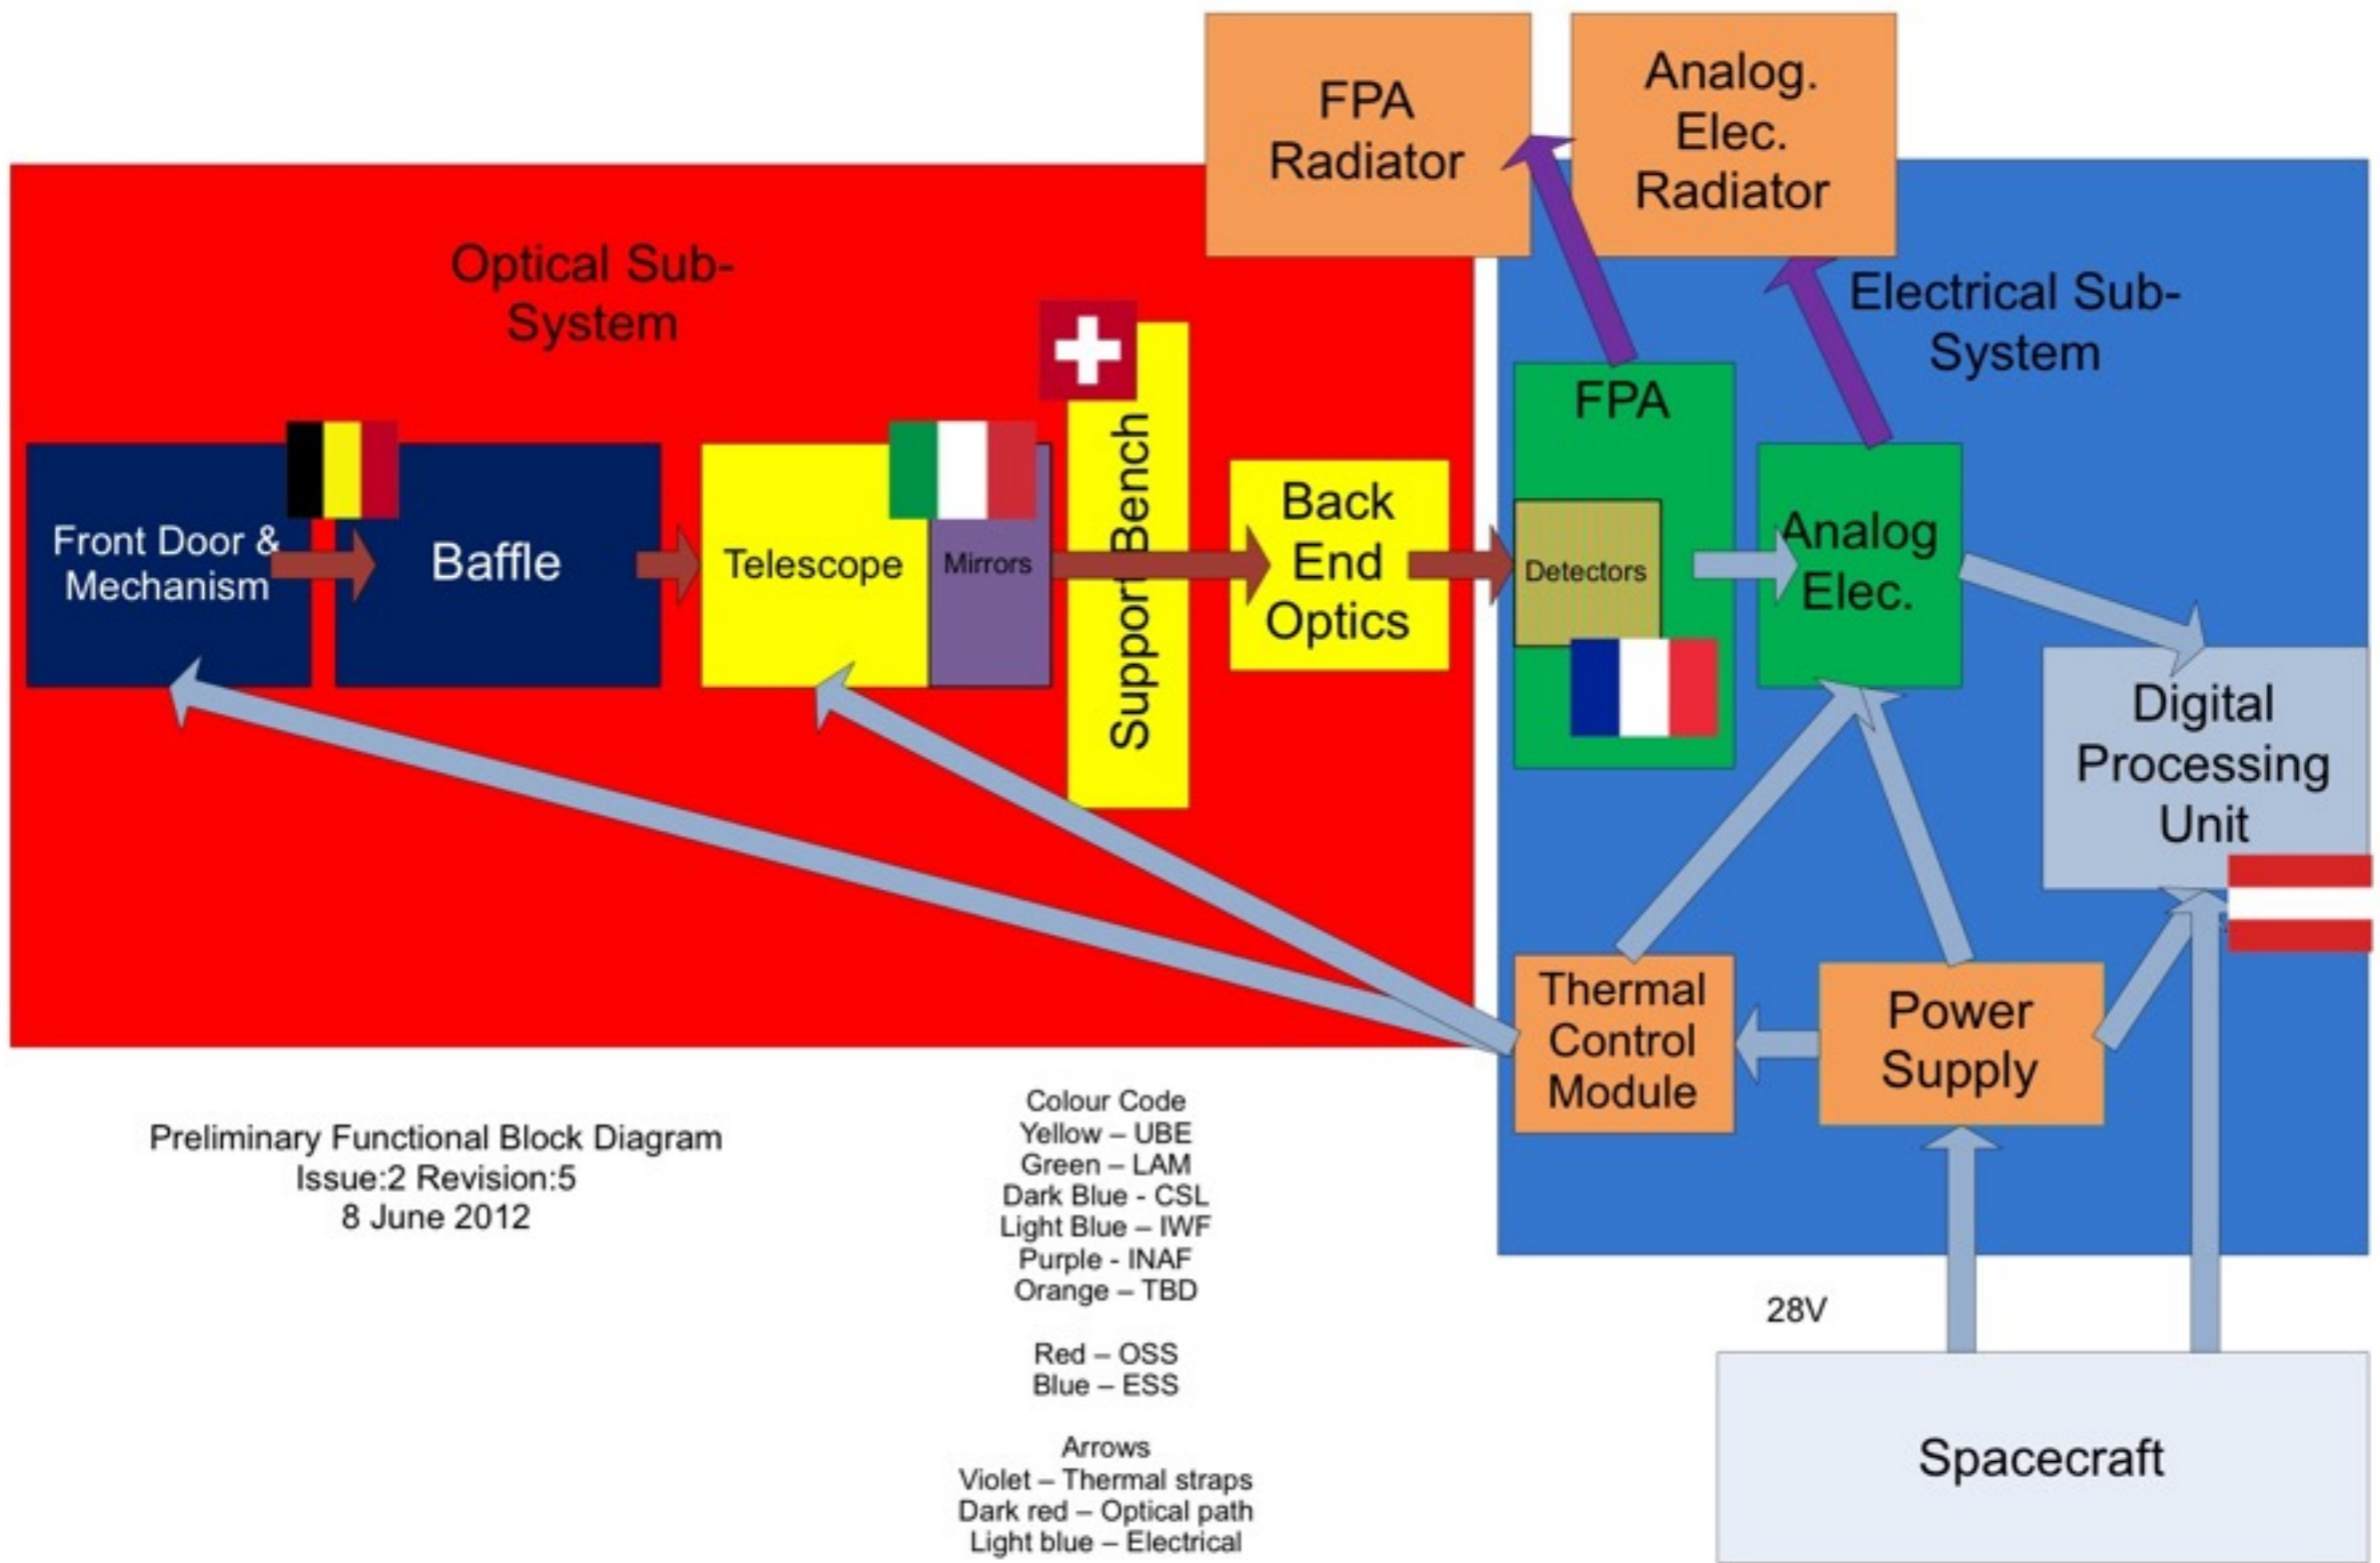 FPA
Radiator
Analog.
Elec.
Radiator
Optical Sub-
System
Electrical Sub-
System
Front Door &
Mechanism
Baffle
Telescope
Mirrors
Support Bench
Back
End
Optics
FPA
Detectors
Analog
Elec.
Digital
Processing
Unit
Thermal
Control
Module
Power
Supply
28V
Spacecraft
Preliminary Functional Block Diagram
Issue:2 Revision:5
8 June 2012
Colour Code
Yellow – UBE
Green – LAM
Dark Blue - CSL
Light Blue – IWF
Purple - INAF
Orange – TBD
Red – OSS
Blue – ESS
Arrows
Violet – Thermal straps
Dark red – Optical path
Light blue – Electrical